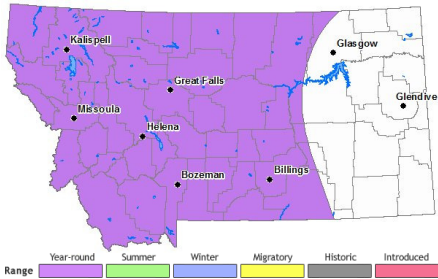 Kalispell
Glasgow
Great Falls
Glendive
Missoula
Helena
Bozeman
Billings
Year-round Summer Winter Migratory Historic Introduced
Range